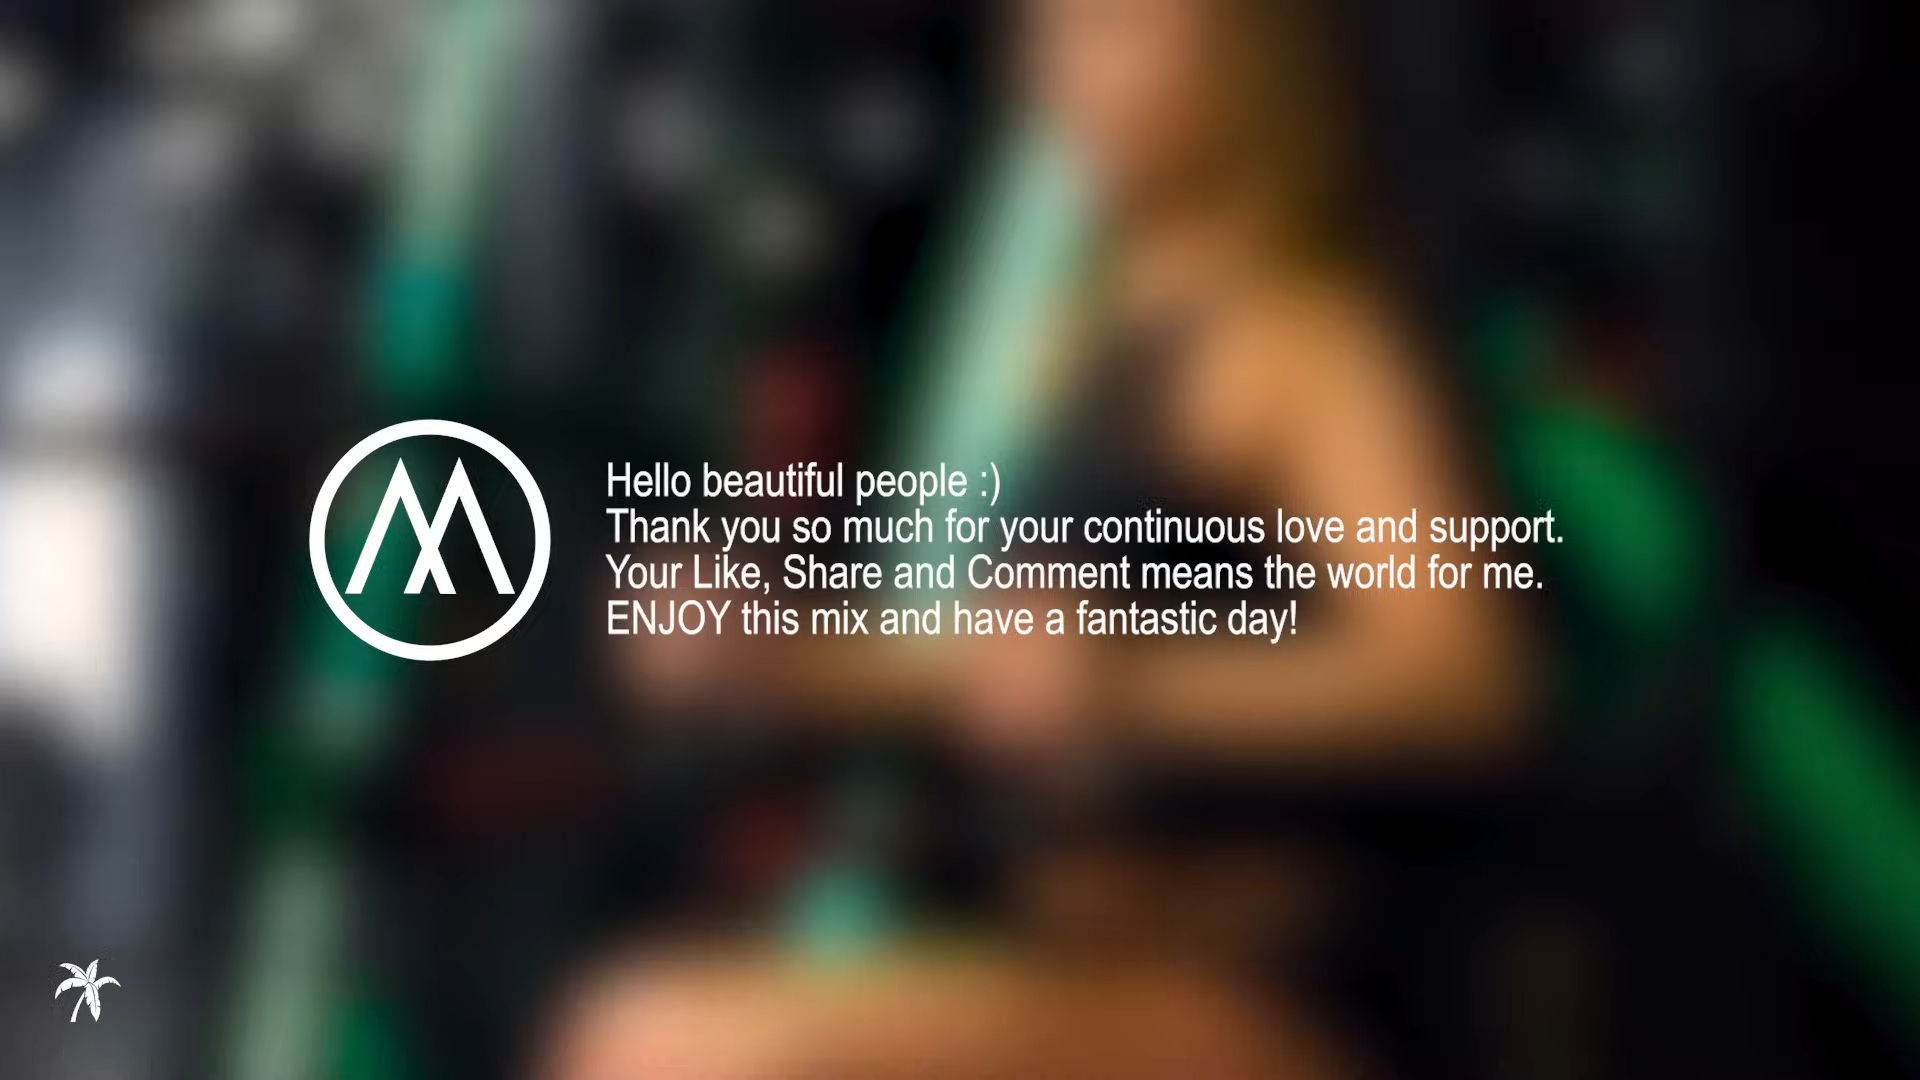 Hello beautiful people :)
Thank you so much for your continuous love and support.
Your Like, Share and Comment means the world for me.
ENJOY this mix and have a fantastic day!